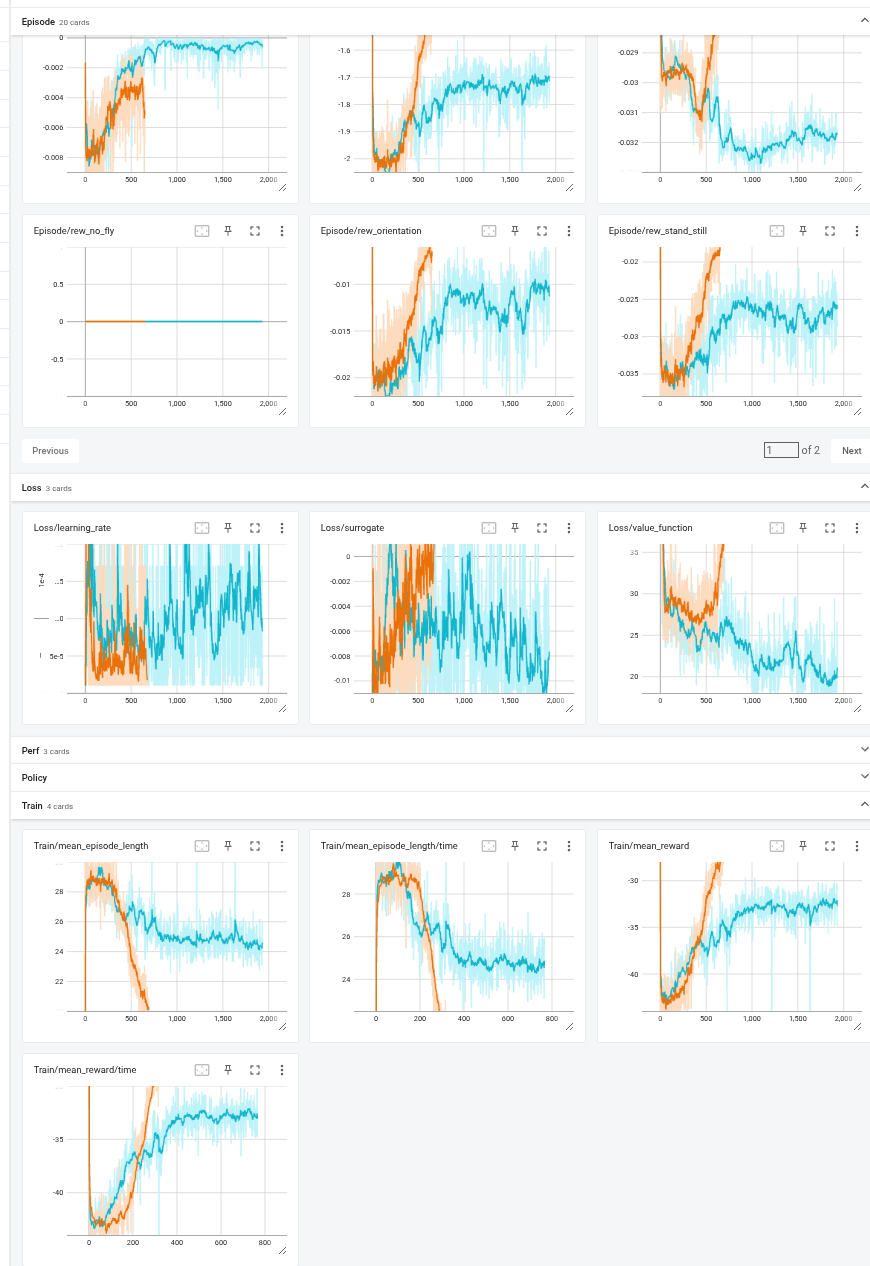 Episode 20 cards
0
-0.002
-0.004
-0.006
-0.008
0 500 1,000 1,500 2,000
-1.6
-1.7
-1.8
-1.9
-2
0 500 1,000 1,500 2,000
-0.029
-0.03
-0.031
-0.032
0 500 1,000 1,500 2,000
Episode/rew_no_fly
0.5
0
-0.5
0 500 1,000 1,500 2,000
Episode/rew_orientation
-0.01
-0.015
-0.02
0 500 1,000 1,500 2,000
Episode/rew_stand_still
-0.02
-0.025
-0.03
-0.035
0 500 1,000 1,500 2,000
Previous
1 of 2 Next
Loss 3 cards
Loss/learning_rate
1e-4
5e-5
0 500 1,000 1,500 2,000
Loss/surrogate
0
-0.002
-0.004
-0.006
-0.008
-0.01
0 500 1,000 1,500 2,000
Loss/value_function
35
30
25
20
0 500 1,000 1,500 2,000
Perf 3 cards
Policy
Train 4 cards
Train/mean_episode_length
28
26
24
22
0 500 1,000 1,500 2,000
Train/mean_episode_length/time
28
26
24
0 200 400 600 800
Train/mean_reward
-30
-35
-40
0 500 1,000 1,500 2,000
Train/mean_reward/time
-35
-40
0 200 400 600 800